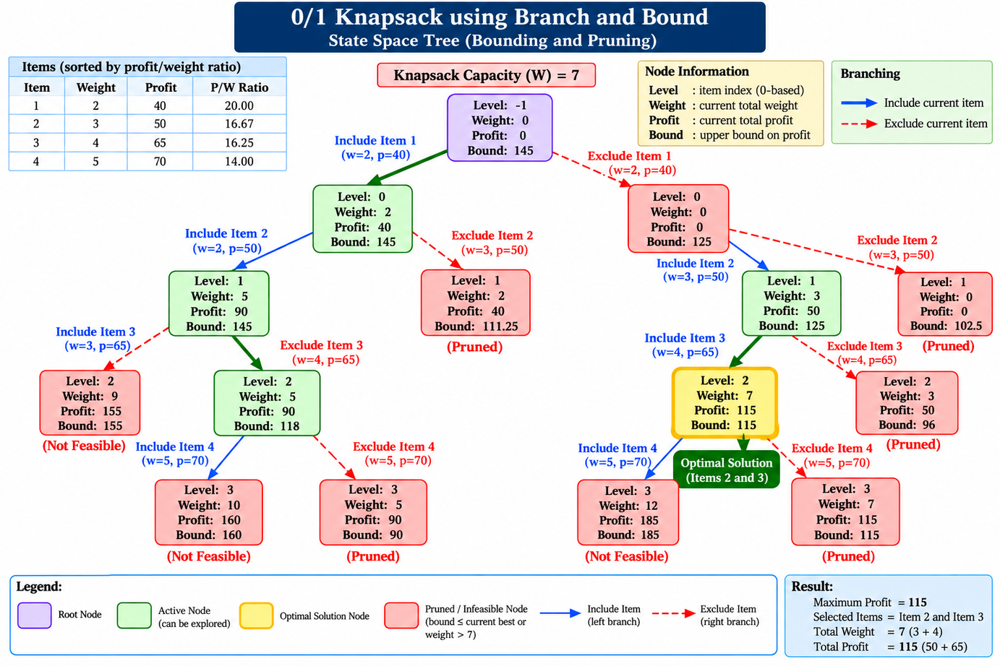 0/1 Knapsack using Branch and Bound
State Space Tree (Bounding and Pruning)
Items (sorted by profit/weight ratio)
Item Weight Profit P/W Ratio
1 2 40 20.00
2 3 50 16.67
3 4 65 16.25
4 5 70 14.00
Knapsack Capacity (W) = 7
Node Information
Level : item index (0-based)
Weight : current total weight
Profit : current total profit
Bound : upper bound on profit
Branching
Include current item
Exclude current item
Level: -1
Weight: 0
Profit: 0
Bound: 145
Include Item 1
(w=2, p=40)
Exclude Item 1
(w=2, p=40)
Level: 0
Weight: 2
Profit: 40
Bound: 145
Level: 0
Weight: 0
Profit: 0
Bound: 125
Include Item 2
(w=2, p=50)
Exclude Item 2
(w=3, p=50)
Include Item 2
(w=3, p=50)
Exclude Item 2
(w=3, p=50)
Level: 1
Weight: 5
Profit: 90
Bound: 145
Level: 1
Weight: 2
Profit: 40
Bound: 111.25
(Pruned)
Level: 1
Weight: 3
Profit: 50
Bound: 125
Level: 1
Weight: 0
Profit: 0
Bound: 102.5
(Pruned)
Include Item 3
(w=3, p=65)
Exclude Item 3
(w=4, p=65)
Include Item 3
(w=4, p=65)
Exclude Item 3
(w=4, p=65)
Level: 2
Weight: 9
Profit: 155
Bound: 155
(Not Feasible)
Level: 2
Weight: 5
Profit: 90
Bound: 118
Level: 2
Weight: 7
Profit: 115
Bound: 115
Level: 2
Weight: 3
Profit: 50
Bound: 96
(Pruned)
Include Item 4
(w=5, p=70)
Exclude Item 4
(w=5, p=70)
Include Item 4
(w=5, p=70)
Optimal Solution
(Items 2 and 3)
Exclude Item 4
(w=5, p=70)
Level: 3
Weight: 10
Profit: 160
Bound: 160
(Not Feasible)
Level: 3
Weight: 5
Profit: 90
Bound: 90
(Pruned)
Level: 3
Weight: 12
Profit: 185
Bound: 185
(Not Feasible)
Level: 3
Weight: 7
Profit: 115
Bound: 115
(Pruned)
Legend:
Root Node
Active Node
(can be explored)
Optimal Solution Node
Pruned / Infeasible Node
(bound ≤ current best or
weight > 7)
Include Item
(left branch)
Exclude Item
(right branch)
Result:
Maximum Profit = 115
Selected Items = Item 2 and Item 3
Total Weight = 7 (3 + 4)
Total Profit = 115 (50 + 65)